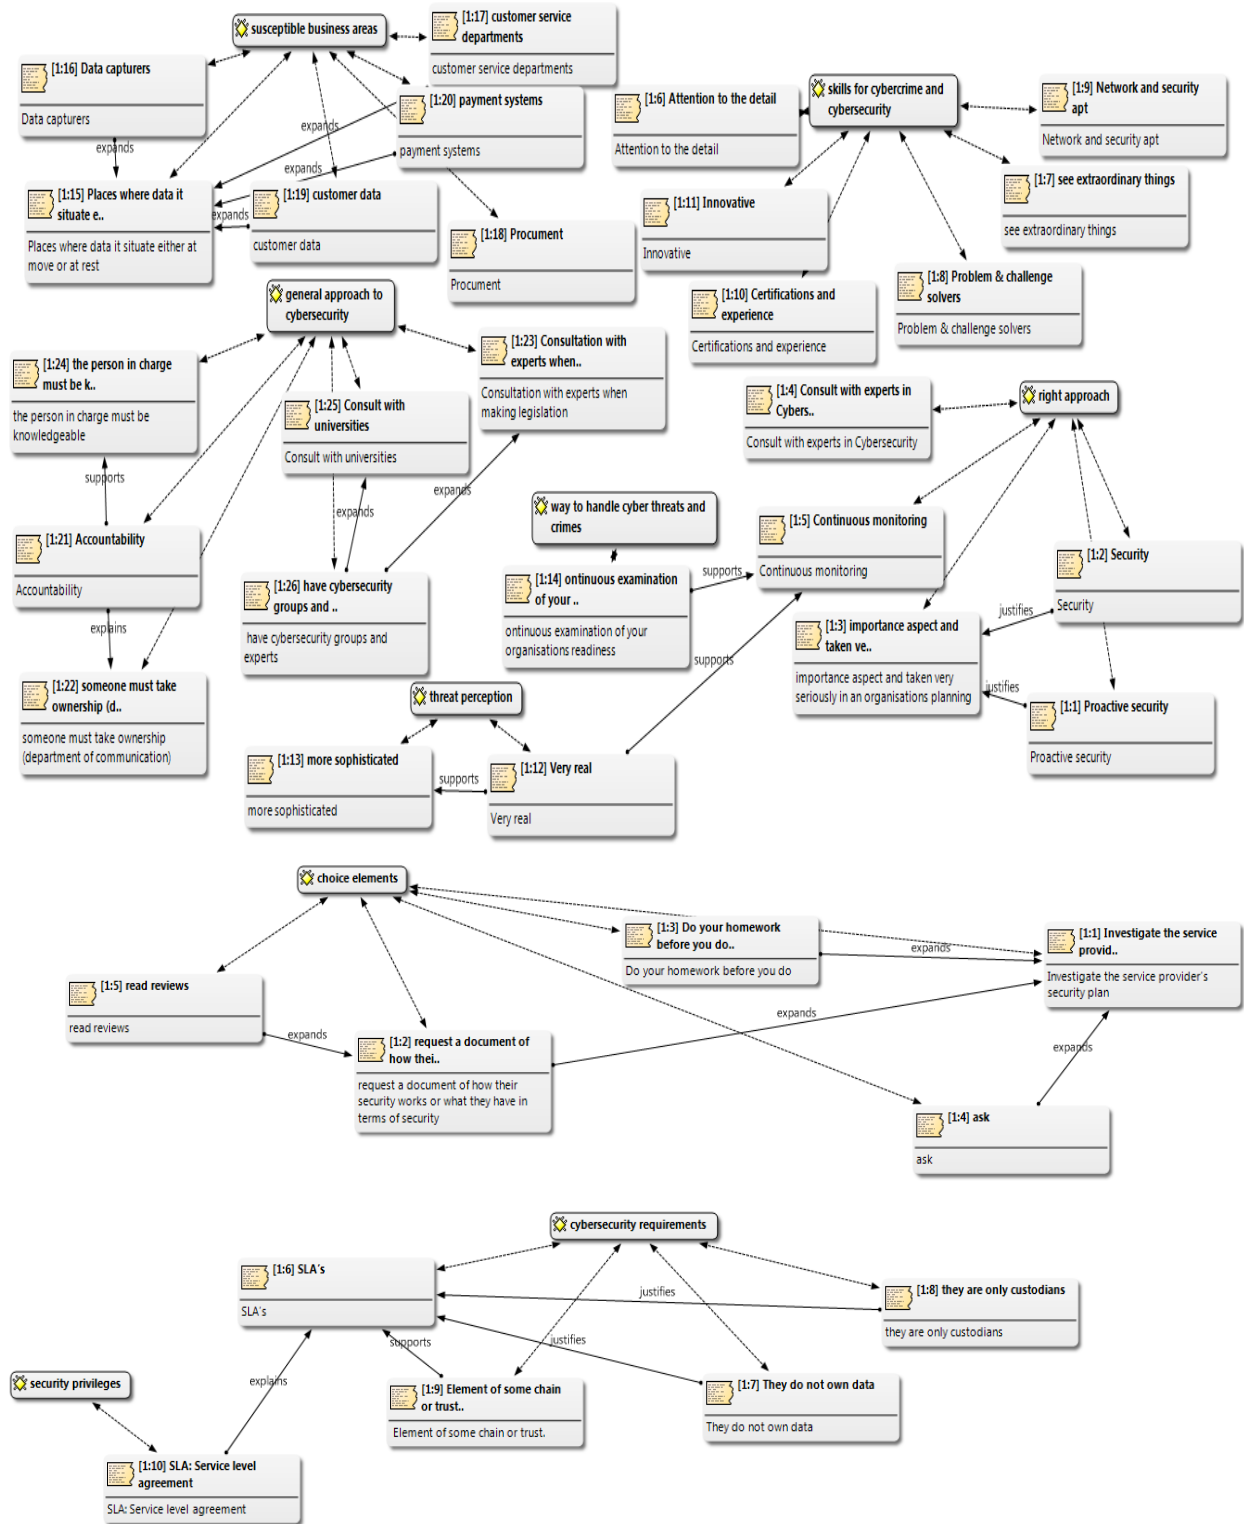 susceptible business areas
[1:17] customer service
departments
customer service departments
[1:16] Data capturers
Data capturers
[1:20] payment systems
payment systems
expands
expands
expands
expands
[1:15] Places where data it
situate e..
Places where data it situate either at
move or at rest
[1:19] customer data
customer data
[1:18] Procument
Procument
skills for cybercrime and
cybersecurity
[1:6] Attention to the detail
Attention to the detail
[1:9] Network and security
apt
Network and security apt
[1:7] see extraordinary things
see extraordinary things
[1:11] Innovative
Innovative
[1:8] Problem & challenge
solvers
Problem & challenge solvers
[1:10] Certifications and
experience
Certifications and experience
general approach to
cybersecurity
[1:24] the person in charge
must be k..
the person in charge must be
knowledgeable
[1:23] Consultation with
experts when..
Consultation with experts when
making legislation
[1:25] Consult with
universities
Consult with universities
supports
expands
expands
[1:21] Accountability
Accountability
explains
[1:26] have cybersecurity
groups and ..
have cybersecurity groups and
experts
[1:22] someone must take
ownership (d..
someone must take ownership
(department of communication)
right approach
[1:4] Consult with experts in
Cybers..
Consult with experts in Cybersecurity
[1:5] Continuous monitoring
Continuous monitoring
[1:2] Security
Security
justifies
[1:3] importance aspect and
taken ve..
importance aspect and taken very
seriously in an organisations planning
justifies
[1:1] Proactive security
Proactive security
way to handle cyber threats and
crimes
[1:14] ontinuous examination
of your ..
ontinuous examination of your
organisations readiness
supports
supports
threat perception
[1:13] more sophisticated
more sophisticated
supports
[1:12] Very real
Very real
choice elements
[1:3] Do your homework
before you do..
Do your homework before you do
expands
[1:1] Investigate the service
provid..
Investigate the service provider's
security plan
[1:5] read reviews
read reviews
expands
[1:2] request a document of
how thei..
request a document of how their
security works or what they have in
terms of security
expands
expands
[1:4] ask
ask
cybersecurity requirements
[1:6] SLA's
SLA's
justifies
[1:8] they are only custodians
they are only custodians
justifies
supports
[1:9] Element of some chain
or trust..
Element of some chain or trust.
[1:7] They do not own data
They do not own data
security privileges
explains
[1:10] SLA: Service level
agreement
SLA: Service level agreement